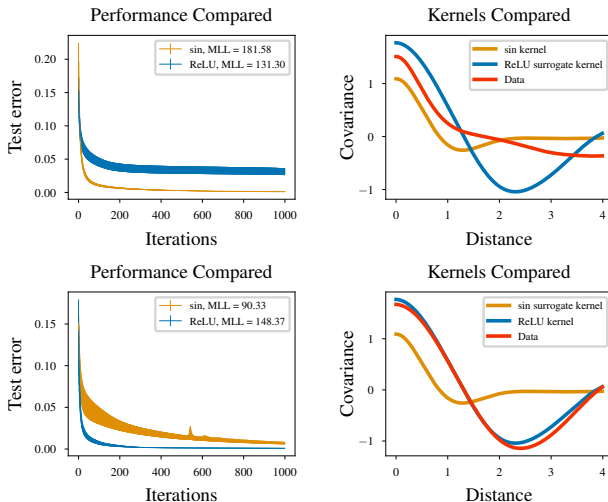 Performance Compared
sin, MLL = 181.58
ReLU, MLL = 131.30
0.20
0.15
0.10
0.05
0.00
Test error
0 200 400 600 800 1000
Iterations
Kernels Compared
sin kernel
ReLU surrogate kernel
Data
1
0
−1
Covariance
0 1 2 3 4
Distance
Performance Compared
sin, MLL = 90.33
ReLU, MLL = 148.37
0.15
0.10
0.05
0.00
Test error
0 200 400 600 800 1000
Iterations
Kernels Compared
sin surrogate kernel
ReLU kernel
Data
1
0
−1
Covariance
0 1 2 3 4
Distance